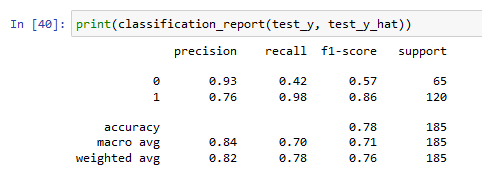 In [40]: print(classification_report(test_y, test_y_hat))
precision recall f1-score support
0 0.93 0.42 0.57 65
1 0.76 0.98 0.86 120
accuracy 0.78 185
macro avg 0.84 0.70 0.71 185
weighted avg 0.82 0.78 0.76 185